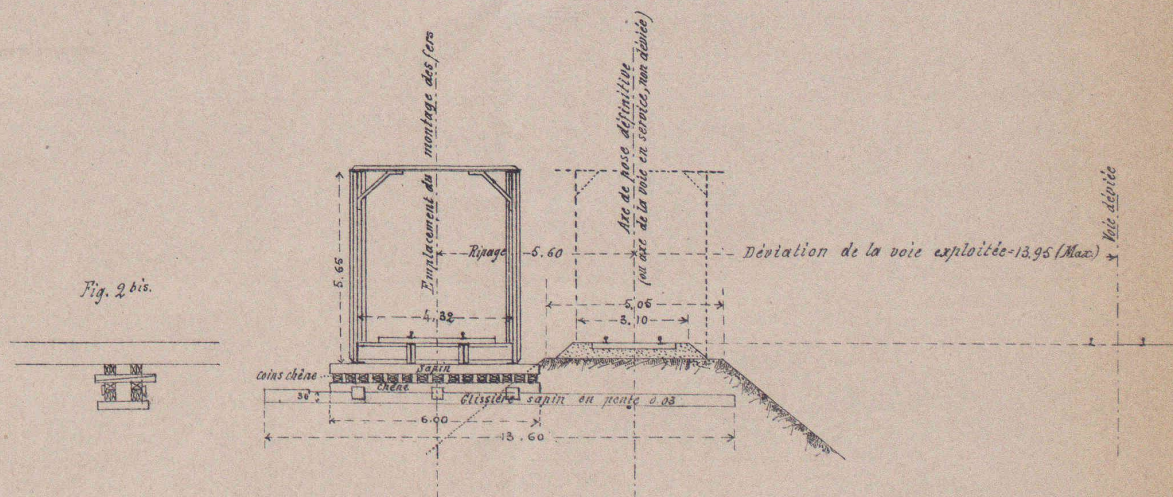 Emplacement du montage des fers
Axe de pose définitive
(ou axe de la voie en service, non déviée)
Voie déviée
Ripage 5.60
Déviation de la voie exploitée=13.95 (Max.)
5.66
Fig. 2 bis.
5.05
4.32
3.10
Sapin
Coins chêne
Chêne
Glissière sapin en pente 0.03
6.00
13.60